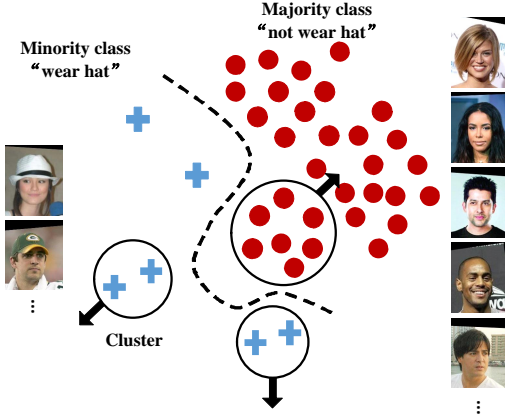 Majority class
“not wear hat”
Minority class
“wear hat”
Cluster